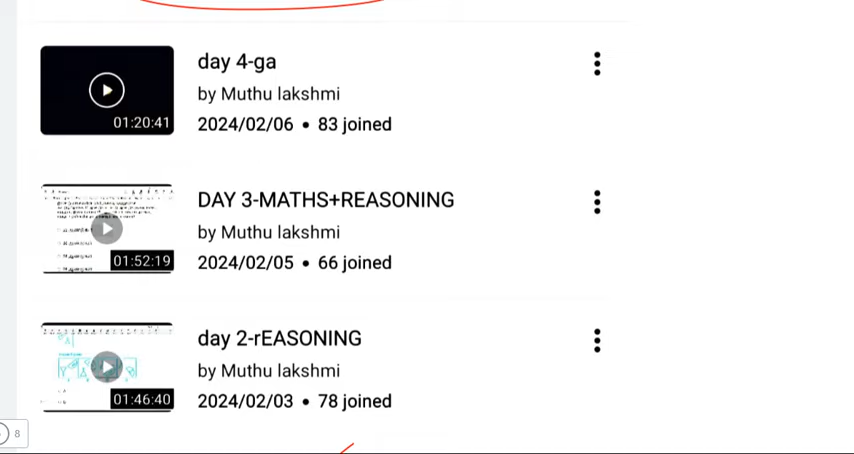 day 4-ga
by Muthu lakshmi
01:20:41
2024/02/06 • 83 joined
DAY 3-MATHS+REASONING
by Muthu lakshmi
01:52:19
2024/02/05 • 66 joined
day 2-rEASONING
by Muthu lakshmi
01:46:40
2024/02/03 • 78 joined
8